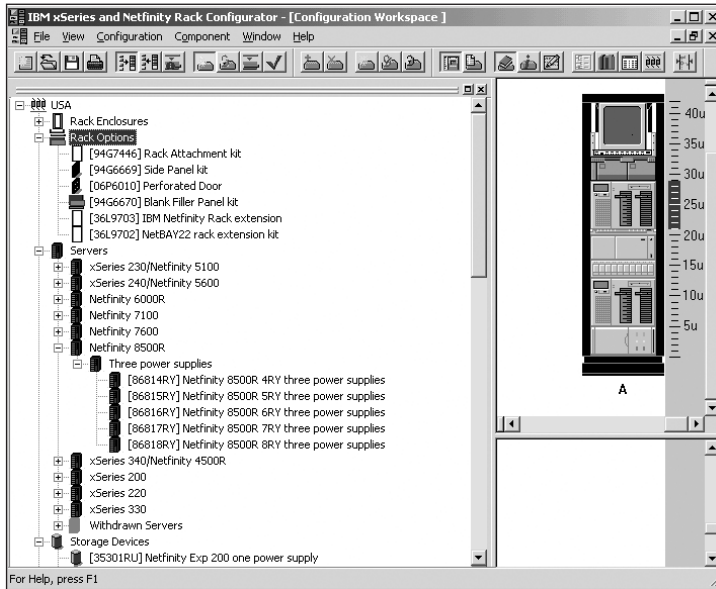 IBM xSeries and Netfinity Rack Configurator - [Configuration Workspace ]
File View Configuration Component Window Help
USA
Rack Enclosures
Rack Options
[94G7446] Rack Attachment kit
[94G6669] Side Panel kit
[06P6010] Perforated Door
[94G6670] Blank Filler Panel kit
[36L9703] IBM Netfinity Rack extension
[36L9702] NetBAY22 rack extension kit
Servers
xSeries 230/Netfinity 5100
xSeries 240/Netfinity 5600
Netfinity 6000R
Netfinity 7100
Netfinity 7600
Netfinity 8500R
Three power supplies
[86814RY] Netfinity 8500R 4RY three power supplies
[86815RY] Netfinity 8500R 5RY three power supplies
[86816RY] Netfinity 8500R 6RY three power supplies
[86817RY] Netfinity 8500R 7RY three power supplies
[86818RY] Netfinity 8500R 8RY three power supplies
xSeries 340/Netfinity 4500R
xSeries 200
xSeries 220
xSeries 330
Withdrawn Servers
Storage Devices
[35301RU] Netfinity Exp 200 one power supply
40u
35u
30u
25u
20u
15u
10u
5u
A
For Help, press F1